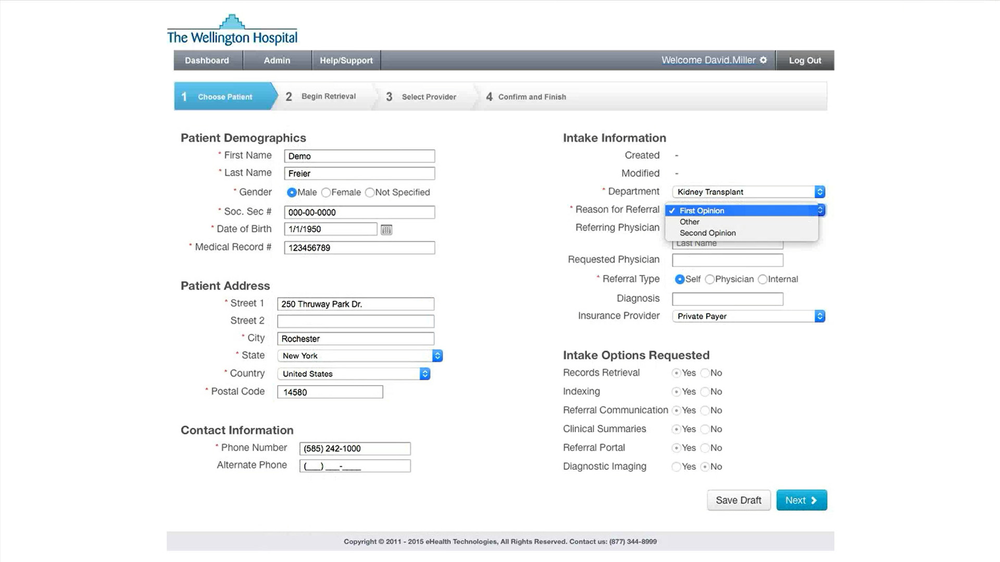 The Wellington Hospital
Dashboard Admin Help/Support Welcome David.Miller Log Out
1 Choose Patient 2 Begin Retrieval 3 Select Provider 4 Confirm and Finish
Patient Demographics
* First Name Demo
* Last Name Freier
* Gender Male Female Not Specified
* Soc. Sec # 000-00-0000
* Date of Birth 1/1/1950
* Medical Record # 123456789
Patient Address
* Street 1 250 Thruway Park Dr.
Street 2
* City Rochester
* State New York
* Country United States
* Postal Code 14580
Contact Information
* Phone Number (585) 242-1000
Alternate Phone (___) ___-____
Intake Information
Created -
Modified -
* Department Kidney Transplant
* Reason for Referral ✓ First Opinion
Other
Referring Physician
Second Opinion
Last Name
Requested Physician
* Referral Type Self Physician Internal
Diagnosis
Insurance Provider Private Payer
Intake Options Requested
Records Retrieval Yes No
Indexing Yes No
Referral Communication Yes No
Clinical Summaries Yes No
Referral Portal Yes No
Diagnostic Imaging Yes No
Save Draft Next
Copyright © 2011 - 2015 eHealth Technologies, All Rights Reserved. Contact us: (877) 344-8999